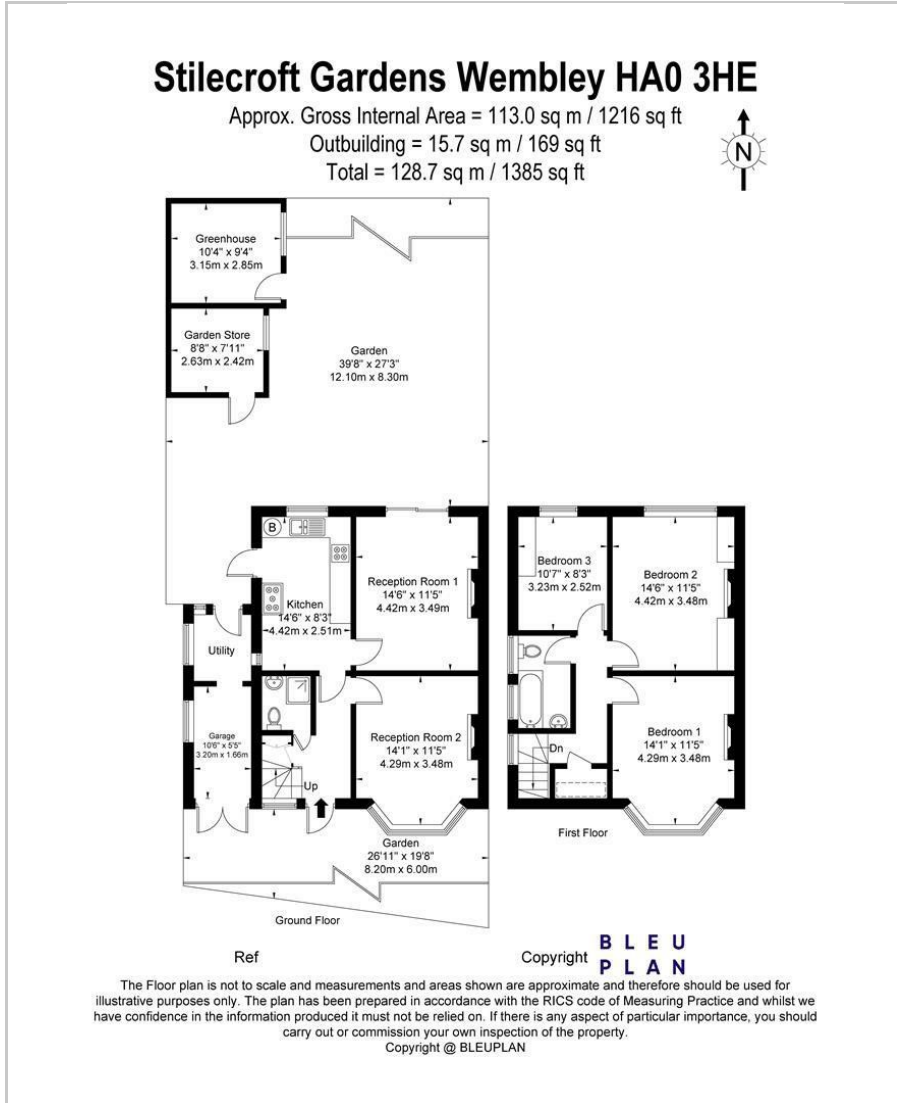 Stilecroft Gardens Wembley HA0 3HE
Approx. Gross Internal Area = 113.0 sq m / 1216 sq ft
Outbuilding = 15.7 sq m / 169 sq ft
Total = 128.7 sq m / 1385 sq ft
N
Greenhouse
10'4" x 9'4"
3.15m x 2.85m
Garden Store
8'8" x 7'11"
2.63m x 2.42m
Garden
39'8" x 27'3"
12.10m x 8.30m
B
Kitchen
14'6" x 8'3"
4.42m x 2.51m
Reception Room 1
14'6" x 11'5"
4.42m x 3.49m
Utility
Garage
10'6" x 5'5"
3.20m x 1.66m
Reception Room 2
14'1" x 11'5"
4.29m x 3.48m
Up
Garden
26'11" x 19'8"
8.20m x 6.00m
Ground Floor
Bedroom 3
10'7" x 8'3"
3.23m x 2.52m
Bedroom 2
14'6" x 11'5"
4.42m x 3.48m
Bedroom 1
14'1" x 11'5"
4.29m x 3.48m
Dn
First Floor
Ref
Copyright
BLEU
PLAN
The Floor plan is not to scale and measurements and areas shown are approximate and therefore should be used for
illustrative purposes only. The plan has been prepared in accordance with the RICS code of Measuring Practice and whilst we
have confidence in the information produced it must not be relied on. If there is any aspect of particular importance, you should
carry out or commission your own inspection of the property.
Copyright @ BLEUPLAN